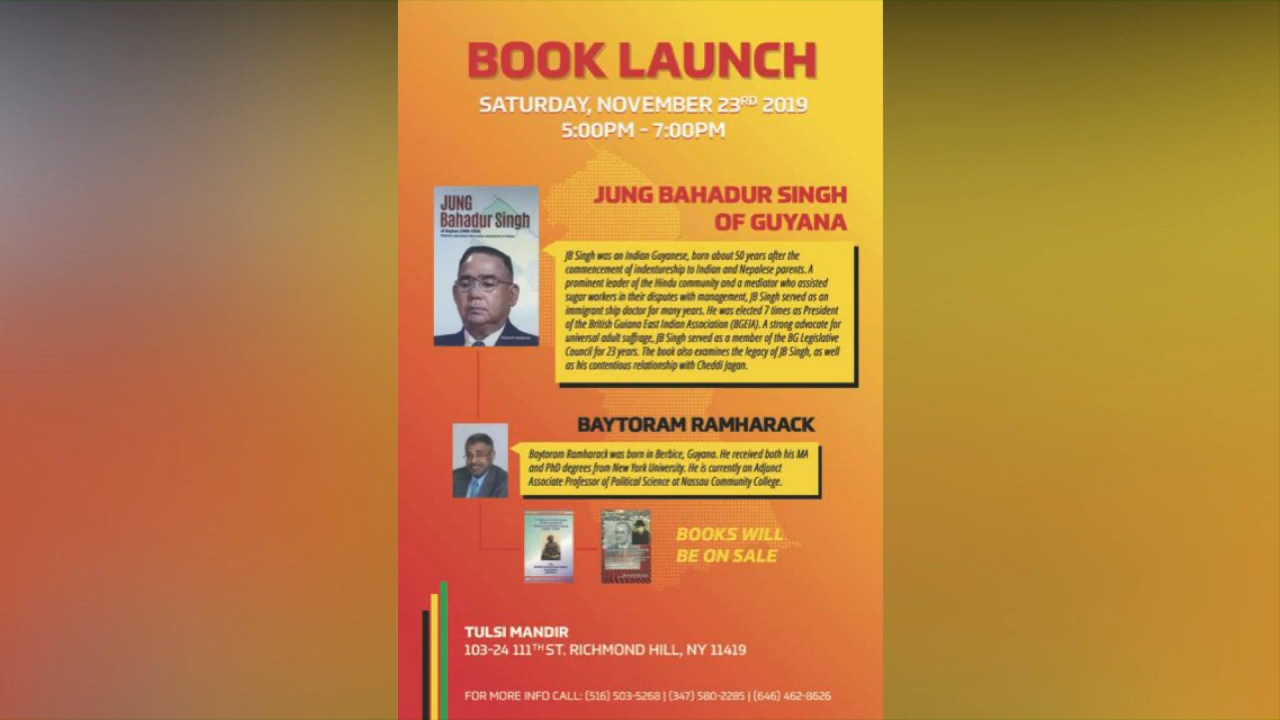 BOOK LAUNCH
SATURDAY, NOVEMBER 23RD 2019
5:00PM - 7:00PM
JUNG
Bahadur Singh
JUNG BAHADUR SINGH
OF GUYANA
JB Singh was an Indian Guyanese, born about 50 years after the
commencement of indentureship to Indian and Nepalese parents. A
prominent leader of the Hindu community and a mediator who assisted
sugar workers in their disputes with management, JB Singh served as an
immigrant ship doctor for many years. He was elected 7 times as President
of the British Guiana East Indian Association (BGEIA). A strong advocate for
universal adult suffrage, JB Singh served as a member of the BG Legislative
Council for 23 years. The book also examines the legacy of JB Singh, as well
as his contentious relationship with Cheddi Jagan.
BAYTORAM RAMHARACK
Baytoram Ramharack was born in Berbice, Guyana. He received both his MA
and PhD degrees from New York University. He is currently an Adjunct
Associate Professor of Political Science at Nassau Community College.
BOOKS WILL
BE ON SALE
TULSI MANDIR
103-24 111TH ST. RICHMOND HILL, NY 11419
FOR MORE INFO CALL: (516) 503-5268 | (347) 580-2285 | (646) 462-8626